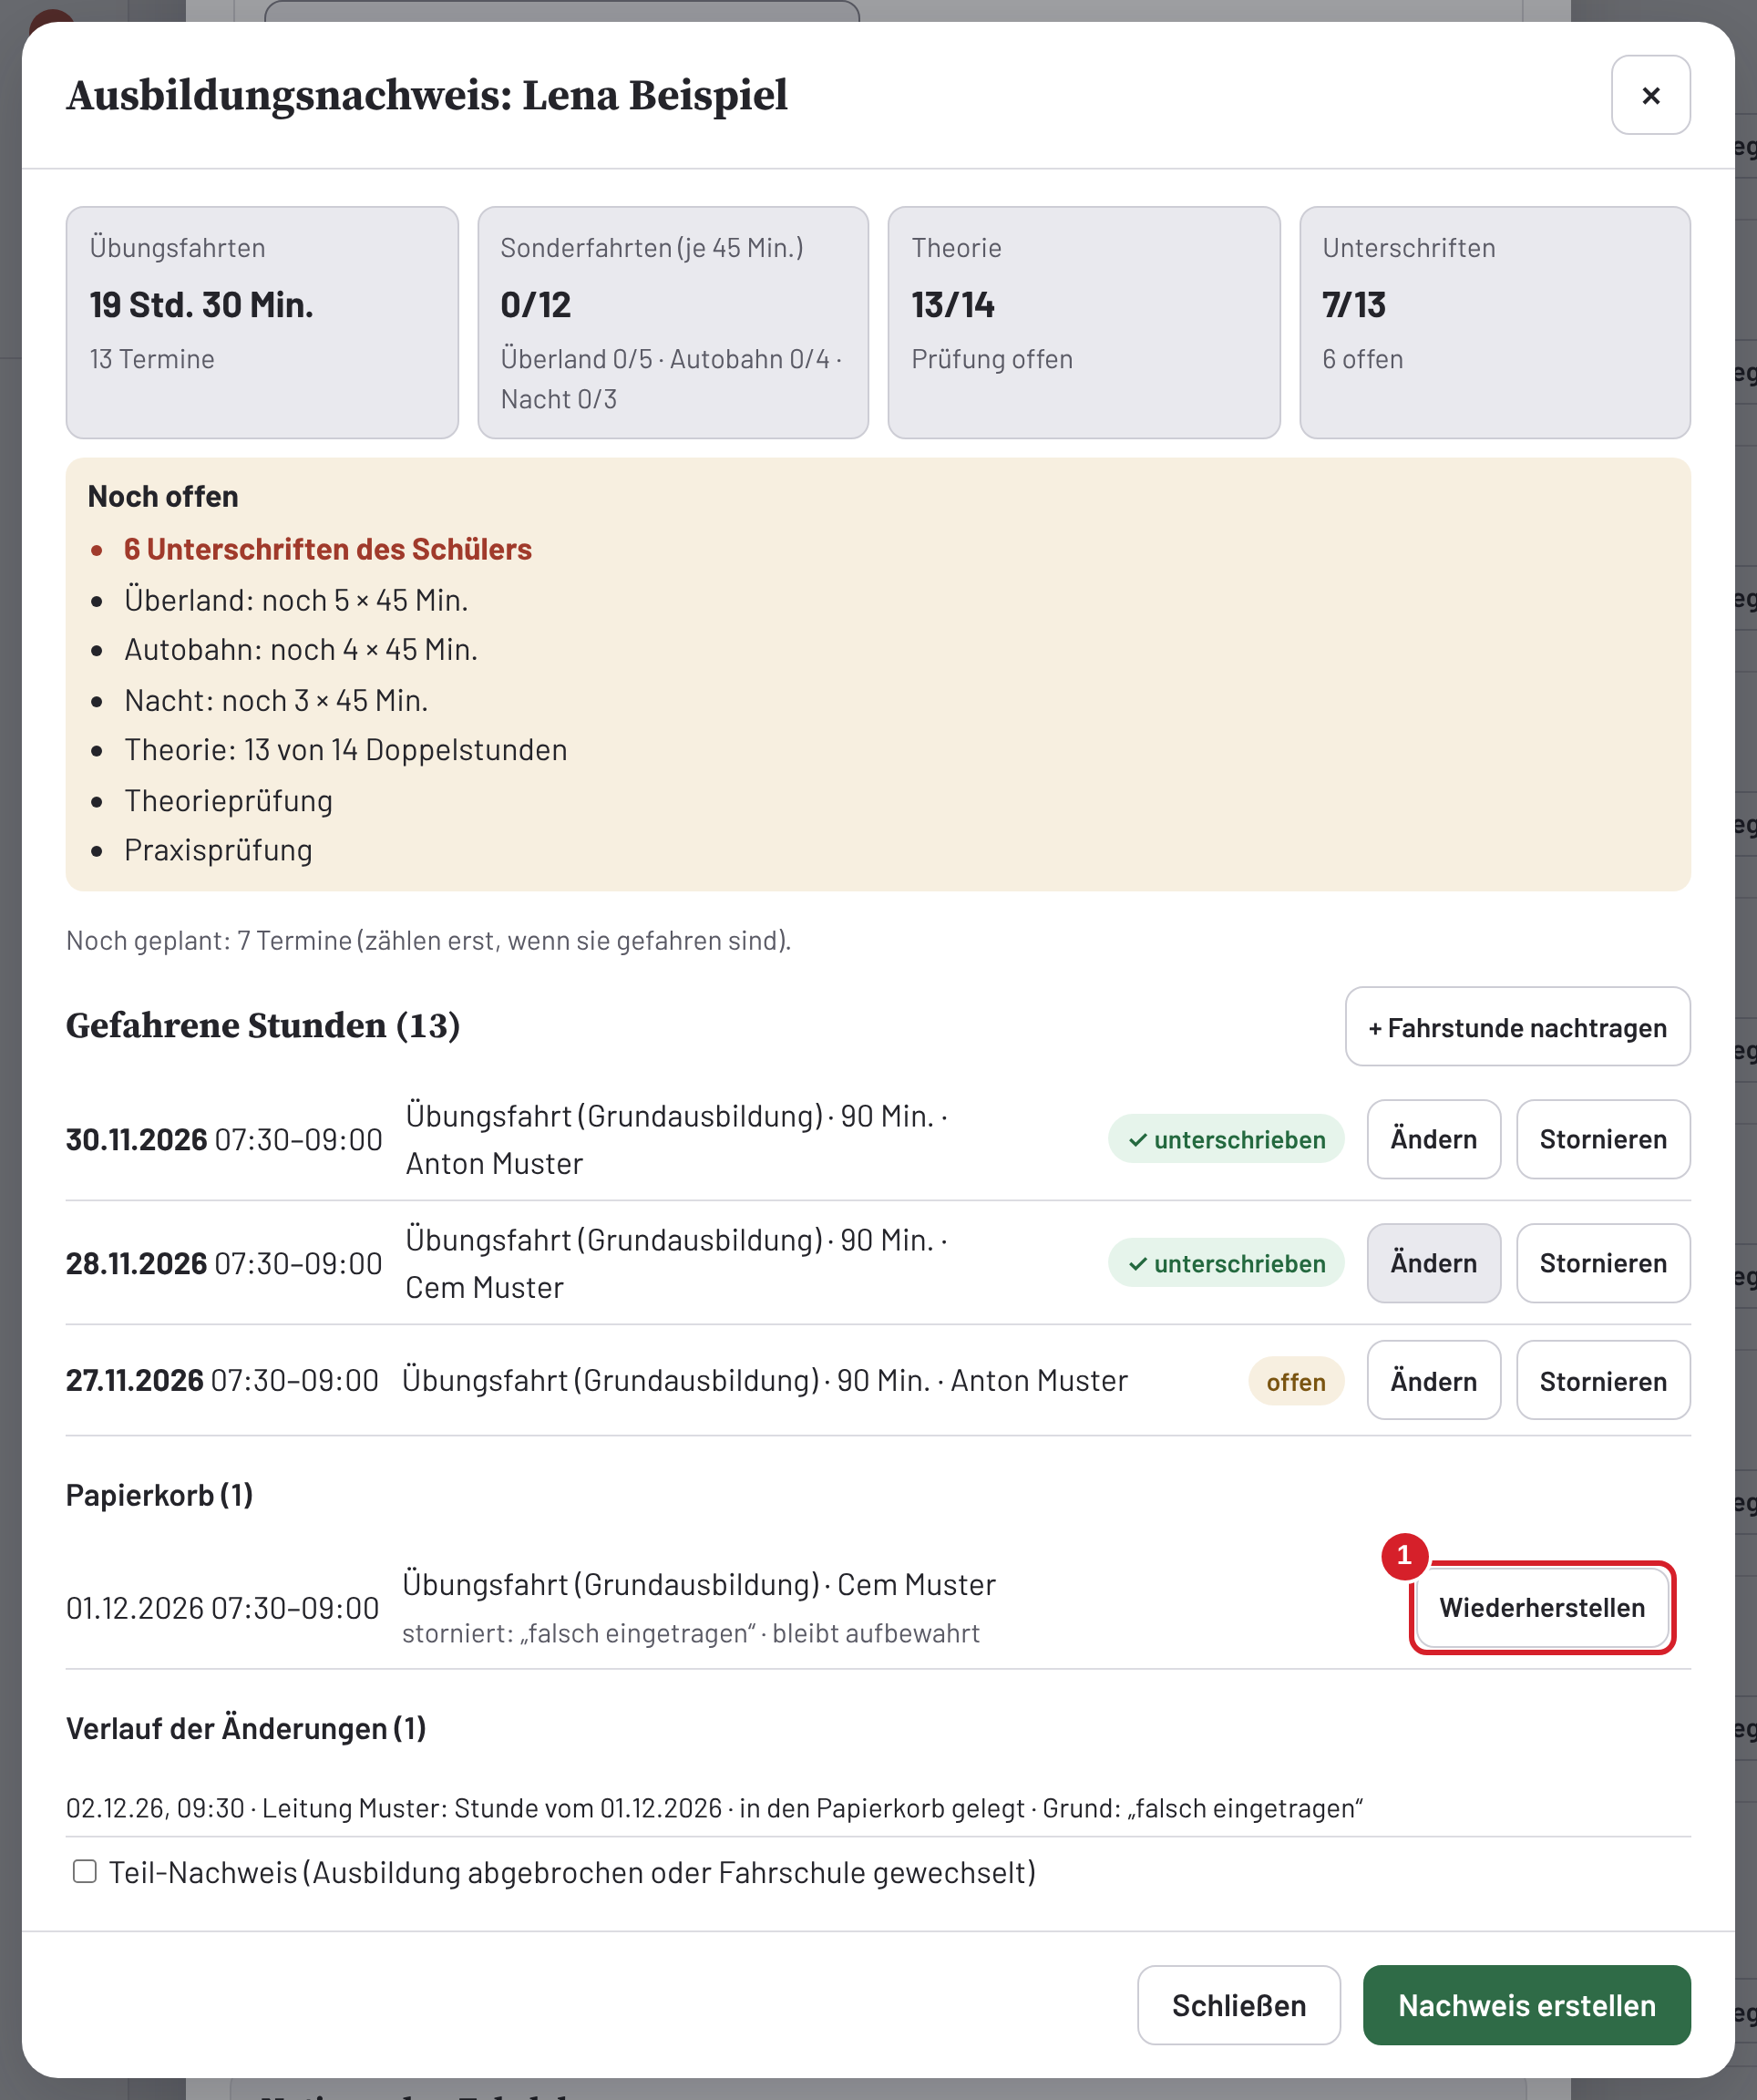 Ausbildungsnachweis: Lena Beispiel
×
Übungsfahrten
19 Std. 30 Min.
13 Termine
Sonderfahrten (je 45 Min.)
0/12
Überland 0/5 · Autobahn 0/4 ·
Nacht 0/3
Theorie
13/14
Prüfung offen
Unterschriften
7/13
6 offen
Noch offen
• 6 Unterschriften des Schülers
• Überland: noch 5 × 45 Min.
• Autobahn: noch 4 × 45 Min.
• Nacht: noch 3 × 45 Min.
• Theorie: 13 von 14 Doppelstunden
• Theorieprüfung
• Praxisprüfung
Noch geplant: 7 Termine (zählen erst, wenn sie gefahren sind).
Gefahrene Stunden (13)
+ Fahrstunde nachtragen
30.11.2026 07:30–09:00
Übungsfahrt (Grundausbildung) · 90 Min. ·
Anton Muster
✓ unterschrieben
Ändern
Stornieren
28.11.2026 07:30–09:00
Übungsfahrt (Grundausbildung) · 90 Min. ·
Cem Muster
✓ unterschrieben
Ändern
Stornieren
27.11.2026 07:30–09:00
Übungsfahrt (Grundausbildung) · 90 Min. · Anton Muster
offen
Ändern
Stornieren
Papierkorb (1)
01.12.2026 07:30–09:00
Übungsfahrt (Grundausbildung) · Cem Muster
storniert: „falsch eingetragen“ · bleibt aufbewahrt
1
Wiederherstellen
Verlauf der Änderungen (1)
02.12.26, 09:30 · Leitung Muster: Stunde vom 01.12.2026 · in den Papierkorb gelegt · Grund: „falsch eingetragen“
Teil-Nachweis (Ausbildung abgebrochen oder Fahrschule gewechselt)
Schließen
Nachweis erstellen